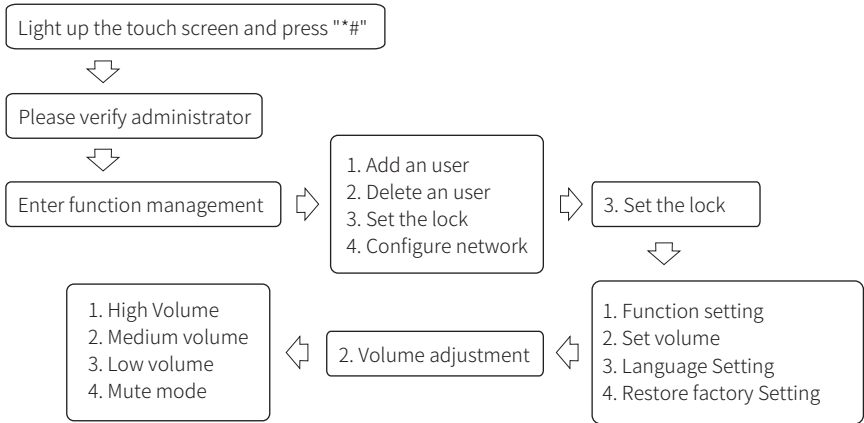 Light up the touch screen and press "*#"
Please verify administrator
Enter function management
1. Add an user
2. Delete an user
3. Set the lock
4. Configure network
3. Set the lock
1. Function setting
2. Set volume
3. Language Setting
4. Restore factory Setting
2. Volume adjustment
1. High Volume
2. Medium volume
3. Low volume
4. Mute mode